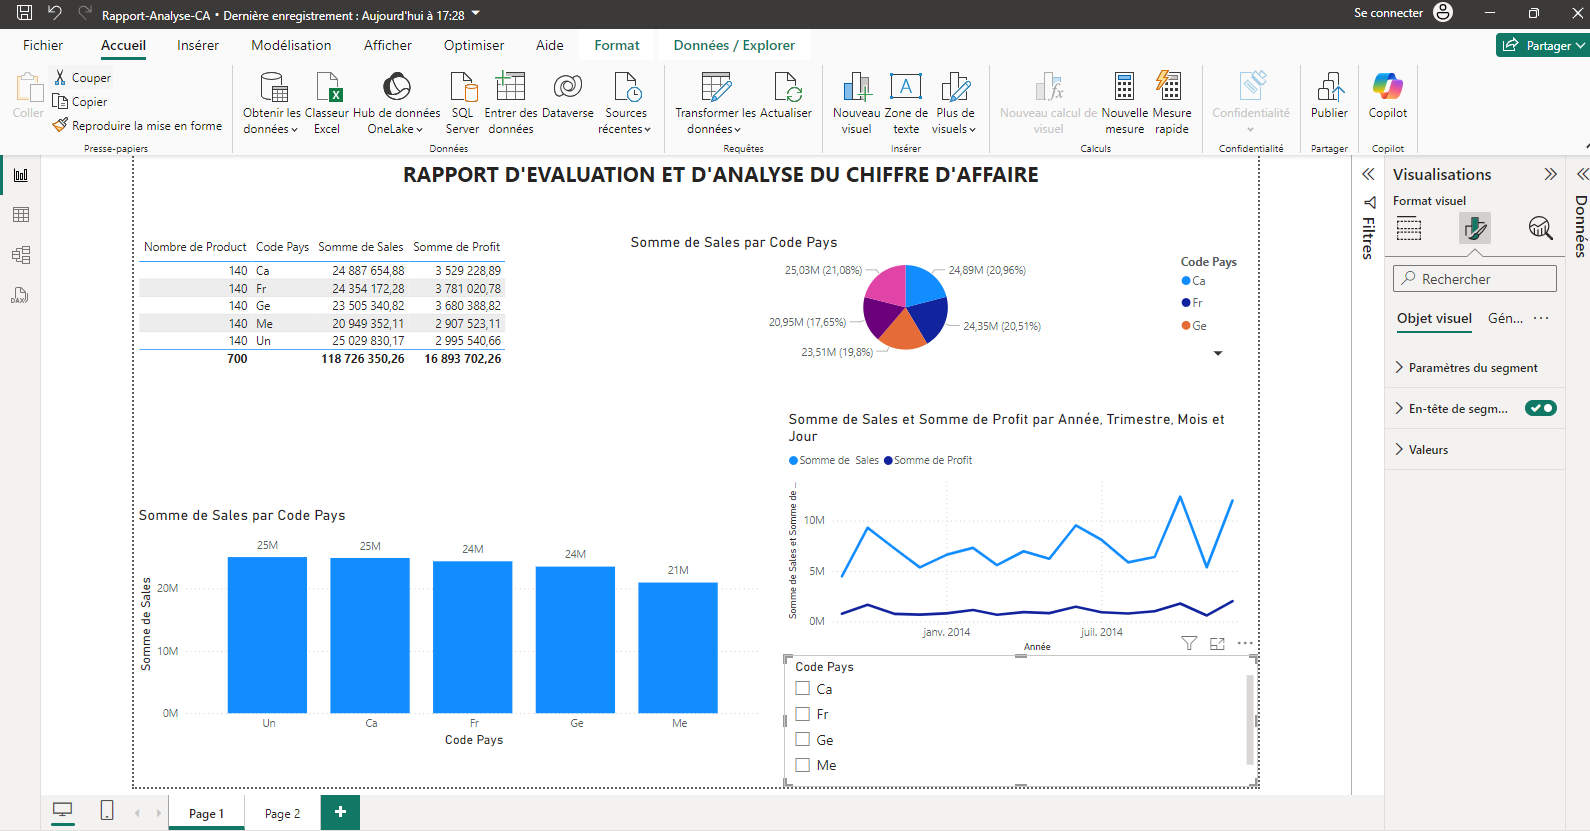 Rapport-Analyse-CA • Dernière enregistrement : Aujourd'hui à 17:28
Se connecter
Fichier Accueil Insérer Modélisation Afficher Optimiser Aide Format Données / Explorer
Partager
Coller
Couper
Copier
Reproduire la mise en forme
Presse-papiers
Obtenir les données
Classeur Excel
Hub de données OneLake
SQL Server
Entrer des données
Dataverse
Sources récentes
Données
Transformer les données
Actualiser
Requêtes
Nouveau visuel
Zone de texte
Plus de visuels
Insérer
Nouveau calcul de visuel
Nouvelle mesure
Mesure rapide
Calculs
Confidentialité
Confidentialité
Publier
Partager
Copilot
Copilot
RAPPORT D'EVALUATION ET D'ANALYSE DU CHIFFRE D'AFFAIRE
Nombre de Product Code Pays Somme de Sales Somme de Profit
140 Ca 24 887 654,88 3 529 228,89
140 Fr 24 354 172,28 3 781 020,78
140 Ge 23 505 340,82 3 680 388,82
140 Me 20 949 352,11 2 907 523,11
140 Un 25 029 830,17 2 995 540,66
700 118 726 350,26 16 893 702,26
Somme de Sales par Code Pays
25,03M (21,08%)
24,89M (20,96%)
20,95M (17,65%)
24,35M (20,51%)
23,51M (19,8%)
Code Pays
Ca
Fr
Ge
Somme de Sales et Somme de Profit par Année, Trimestre, Mois et
Jour
Somme de Sales Somme de Profit
Somme de Sales et Somme de ...
10M
5M
0M
janv. 2014 juil. 2014
Année
Somme de Sales par Code Pays
Somme de Sales
20M
10M
0M
25M 25M 24M 24M 21M
Un Ca Fr Ge Me
Code Pays
Code Pays
Ca
Fr
Ge
Me
Filtres
Visualisations
Format visuel
Rechercher
Objet visuel Gén... ...
Paramètres du segment
En-tête de segm...
Valeurs
Données
Page 1 Page 2 +
DAX